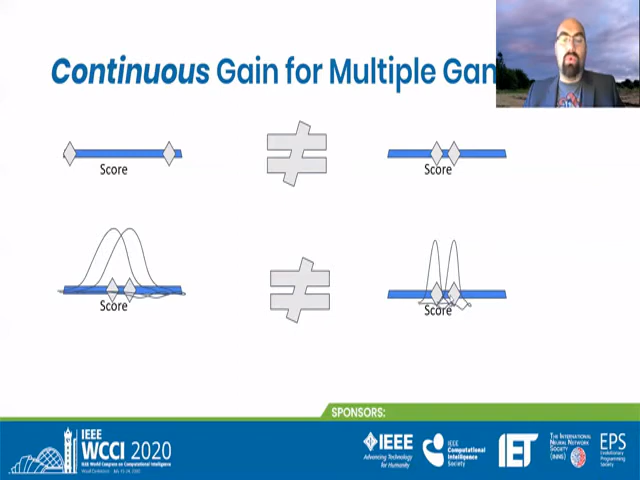 Continuous Gain for Multiple Gam
Score
Score
Score
Score
SPONSORS:
IEEE
WCCI 2020
IEEE World Congress on Computational Intelligence
IEEE
Advancing Technology
for Humanity
IEEE
Computational
Intelligence
Society
IET
THE INTERNATIONAL
NEURAL NETWORK
SOCIETY
(INNS)
EPS
Evolutionary
Programming
Society